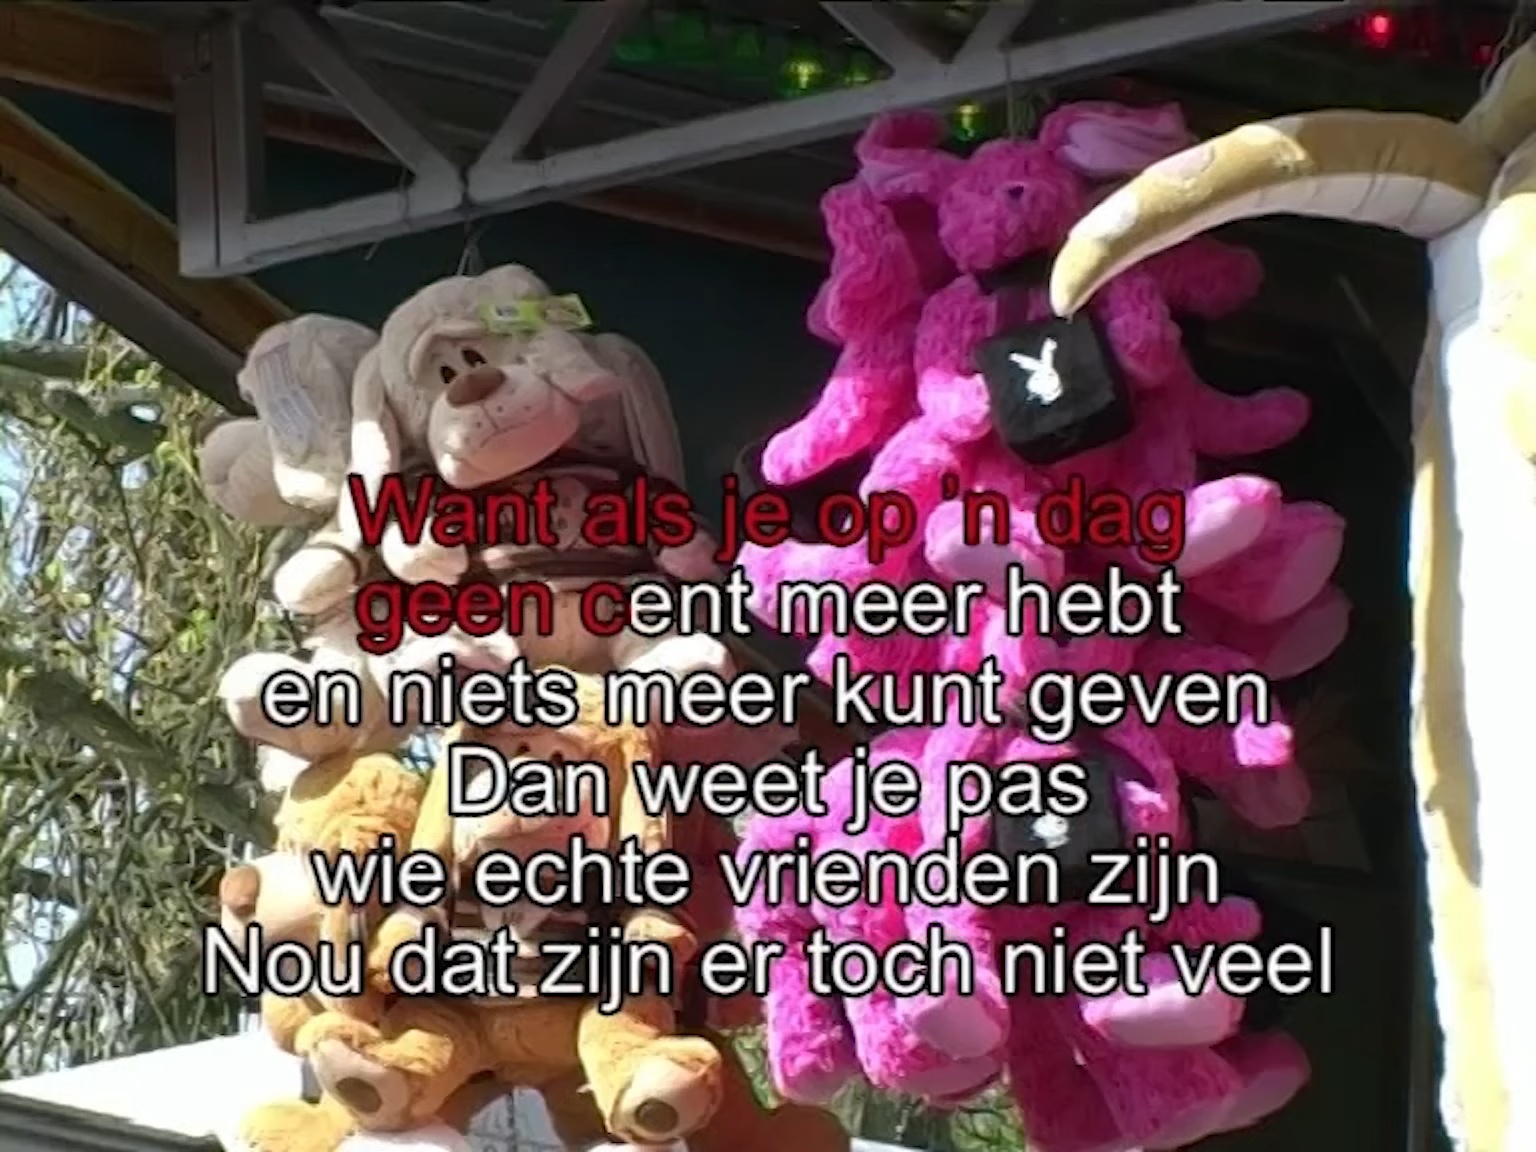 Want als je op 'n dag
geen cent meer hebt
en niets meer kunt geven
Dan weet je pas
wie echte vrienden zijn
Nou dat zijn er toch niet veel